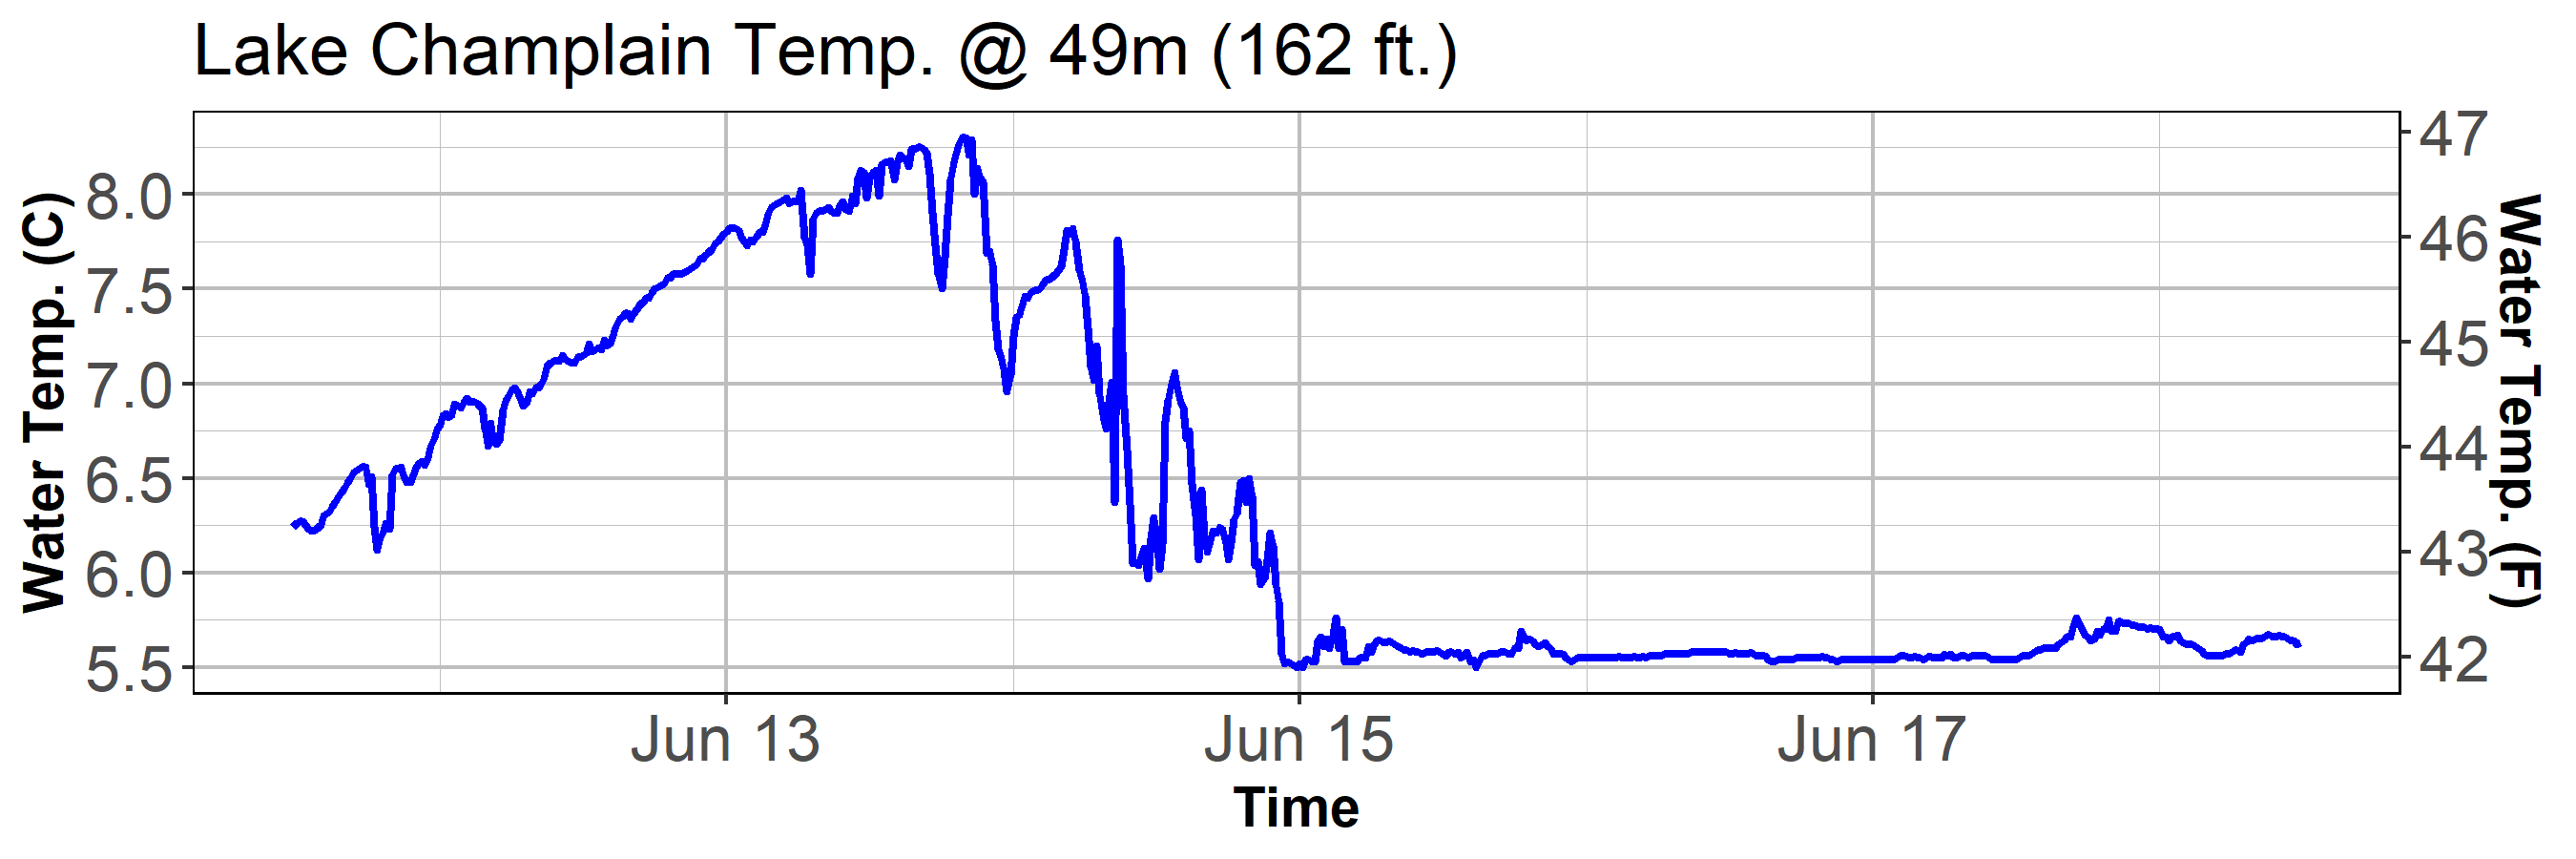 Lake Champlain Temp. @ 49m (162 ft.)
Water Temp. (C)
8.0
7.5
7.0
6.5
6.0
5.5
47
46
45
44
43
42
Water Temp. (F)
Jun 13
Jun 15
Jun 17
Time